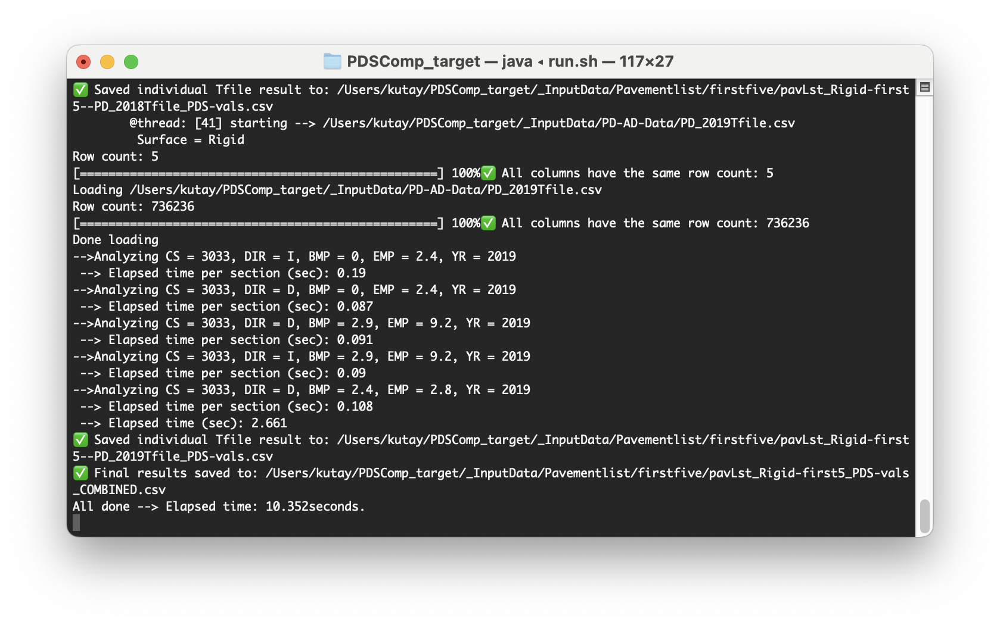 PDSComp_target — java ◂ run.sh — 117×27
✅ Saved individual Tfile result to: /Users/kutay/PDSComp_target/_InputData/Pavementlist/firstfive/pavLst_Rigid-first
5--PD_2018Tfile_PDS-vals.csv
@thread: [41] starting --> /Users/kutay/PDSComp_target/_InputData/PD-AD-Data/PD_2019Tfile.csv
Surface = Rigid
Row count: 5
[==================================================] 100%✅ All columns have the same row count: 5
Loading /Users/kutay/PDSComp_target/_InputData/PD-AD-Data/PD_2019Tfile.csv
Row count: 736236
[==================================================] 100%✅ All columns have the same row count: 736236
Done loading
-->Analyzing CS = 3033, DIR = I, BMP = 0, EMP = 2.4, YR = 2019
--> Elapsed time per section (sec): 0.19
-->Analyzing CS = 3033, DIR = D, BMP = 0, EMP = 2.4, YR = 2019
--> Elapsed time per section (sec): 0.087
-->Analyzing CS = 3033, DIR = D, BMP = 2.9, EMP = 9.2, YR = 2019
--> Elapsed time per section (sec): 0.091
-->Analyzing CS = 3033, DIR = I, BMP = 2.9, EMP = 9.2, YR = 2019
--> Elapsed time per section (sec): 0.09
-->Analyzing CS = 3033, DIR = D, BMP = 2.4, EMP = 2.8, YR = 2019
--> Elapsed time per section (sec): 0.108
--> Elapsed time (sec): 2.661
✅ Saved individual Tfile result to: /Users/kutay/PDSComp_target/_InputData/Pavementlist/firstfive/pavLst_Rigid-first
5--PD_2019Tfile_PDS-vals.csv
✅ Final results saved to: /Users/kutay/PDSComp_target/_InputData/Pavementlist/firstfive/pavLst_Rigid-first5_PDS-vals
_COMBINED.csv
All done --> Elapsed time: 10.352seconds.